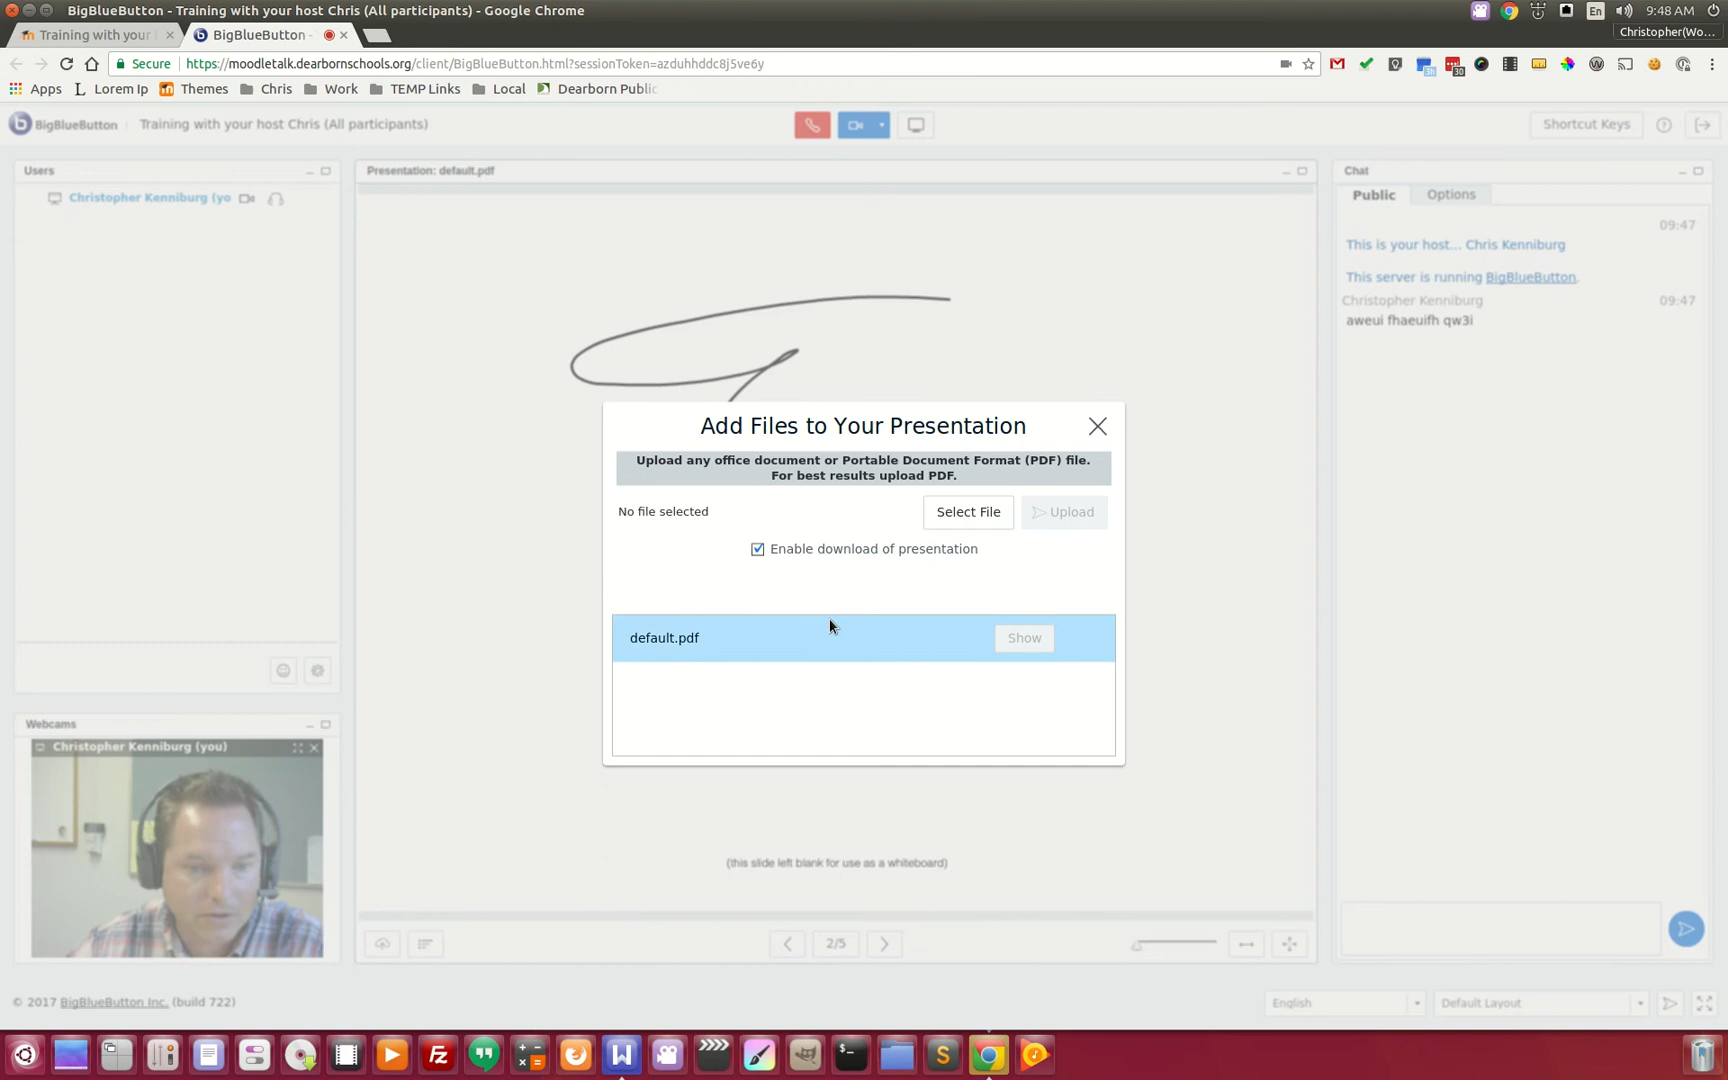 BigBlueButton - Training with your host Chris (All participants) - Google Chrome
En
9:48 AM
Training with your
BigBlueButton -
Christopher(Wo...
Secure
https://moodletalk.dearbornschools.org/client/BigBlueButton.html?sessionToken=azduhhddc8j5ve6y
Apps
Lorem Ip
Themes
Chris
Work
TEMP Links
Local
Dearborn Public
BigBlueButton
Training with your host Chris (All participants)
Shortcut Keys
Users
Christopher Kenniburg (yo
Presentation: default.pdf
Chat
Public
Options
09:47
This is your host... Chris Kenniburg
This server is running BigBlueButton.
Christopher Kenniburg
09:47
aweui fhaeuifh qw3i
Add Files to Your Presentation
Upload any office document or Portable Document Format (PDF) file.
For best results upload PDF.
No file selected
Select File
Upload
Enable download of presentation
default.pdf
Show
Webcams
Christopher Kenniburg (you)
(this slide left blank for use as a whiteboard)
2/5
© 2017 BigBlueButton Inc. (build 722)
English
Default Layout